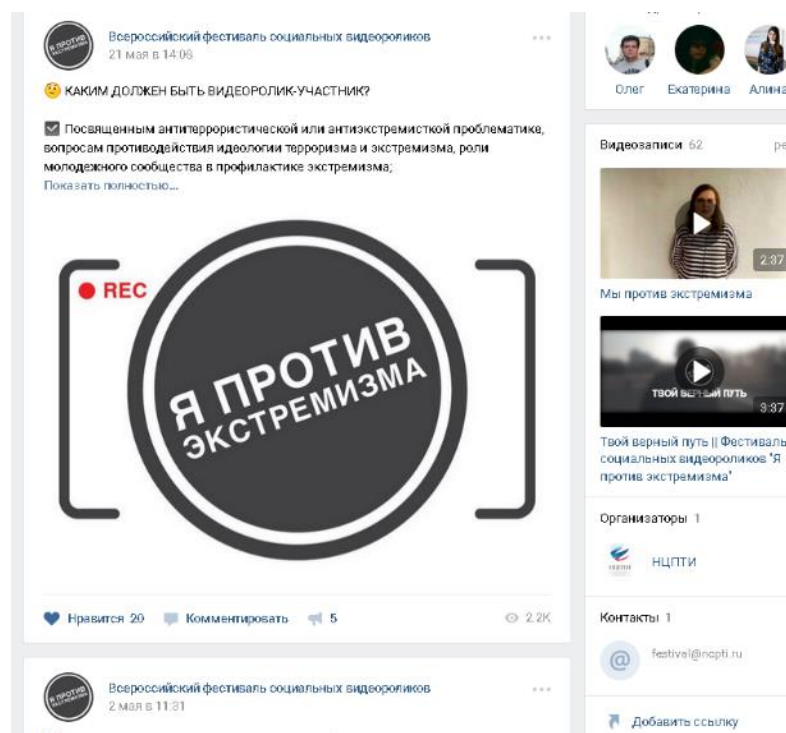 Всероссийский фестиваль социальных видеороликов
21 мая в 14:06
КАКИМ ДОЛЖЕН БЫТЬ ВИДЕОРОЛИК-УЧАСТНИК?
Посвященным антитеррористической или антиэкстремисткой проблематике,
вопросам противодействия идеологии терроризма и экстремизма, роли
молодежного сообщества в профилактике экстремизма;
Показать полностью…
REC
Я ПРОТИВ
ЭКСТРЕМИЗМА
Нравится 20 Комментировать 5 2.2K
Всероссийский фестиваль социальных видеороликов
2 мая в 11:31
Олег Екатерина Алина
Видеозаписи 62
2:37
Мы против экстремизма
ТВОЙ ВЕРНЫЙ ПУТЬ
3:37
Твой верный путь || Фестиваль
социальных видеороликов "Я
против экстремизма"
Организаторы 1
НЦПТИ
Контакты 1
festival@ncpti.ru
Добавить ссылку